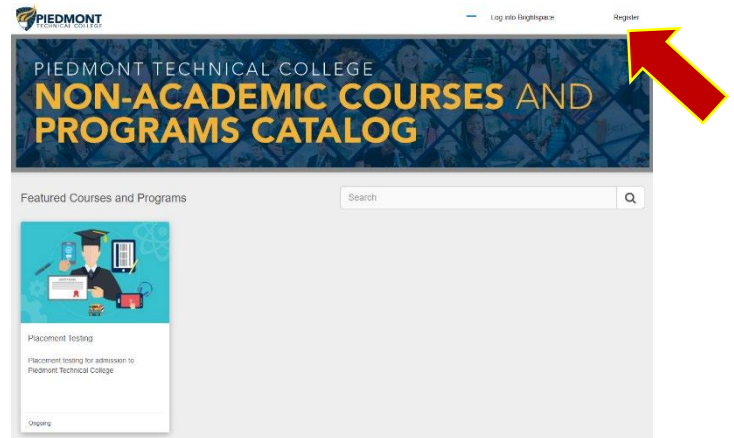 PIEDMONT
TECHNICAL COLLEGE
Log into Brightspace
Register
PIEDMONT TECHNICAL COLLEGE
NON-ACADEMIC COURSES AND
PROGRAMS CATALOG
Featured Courses and Programs
Search
Placement Testing
Placement testing for admission to
Piedmont Technical College
Ongoing